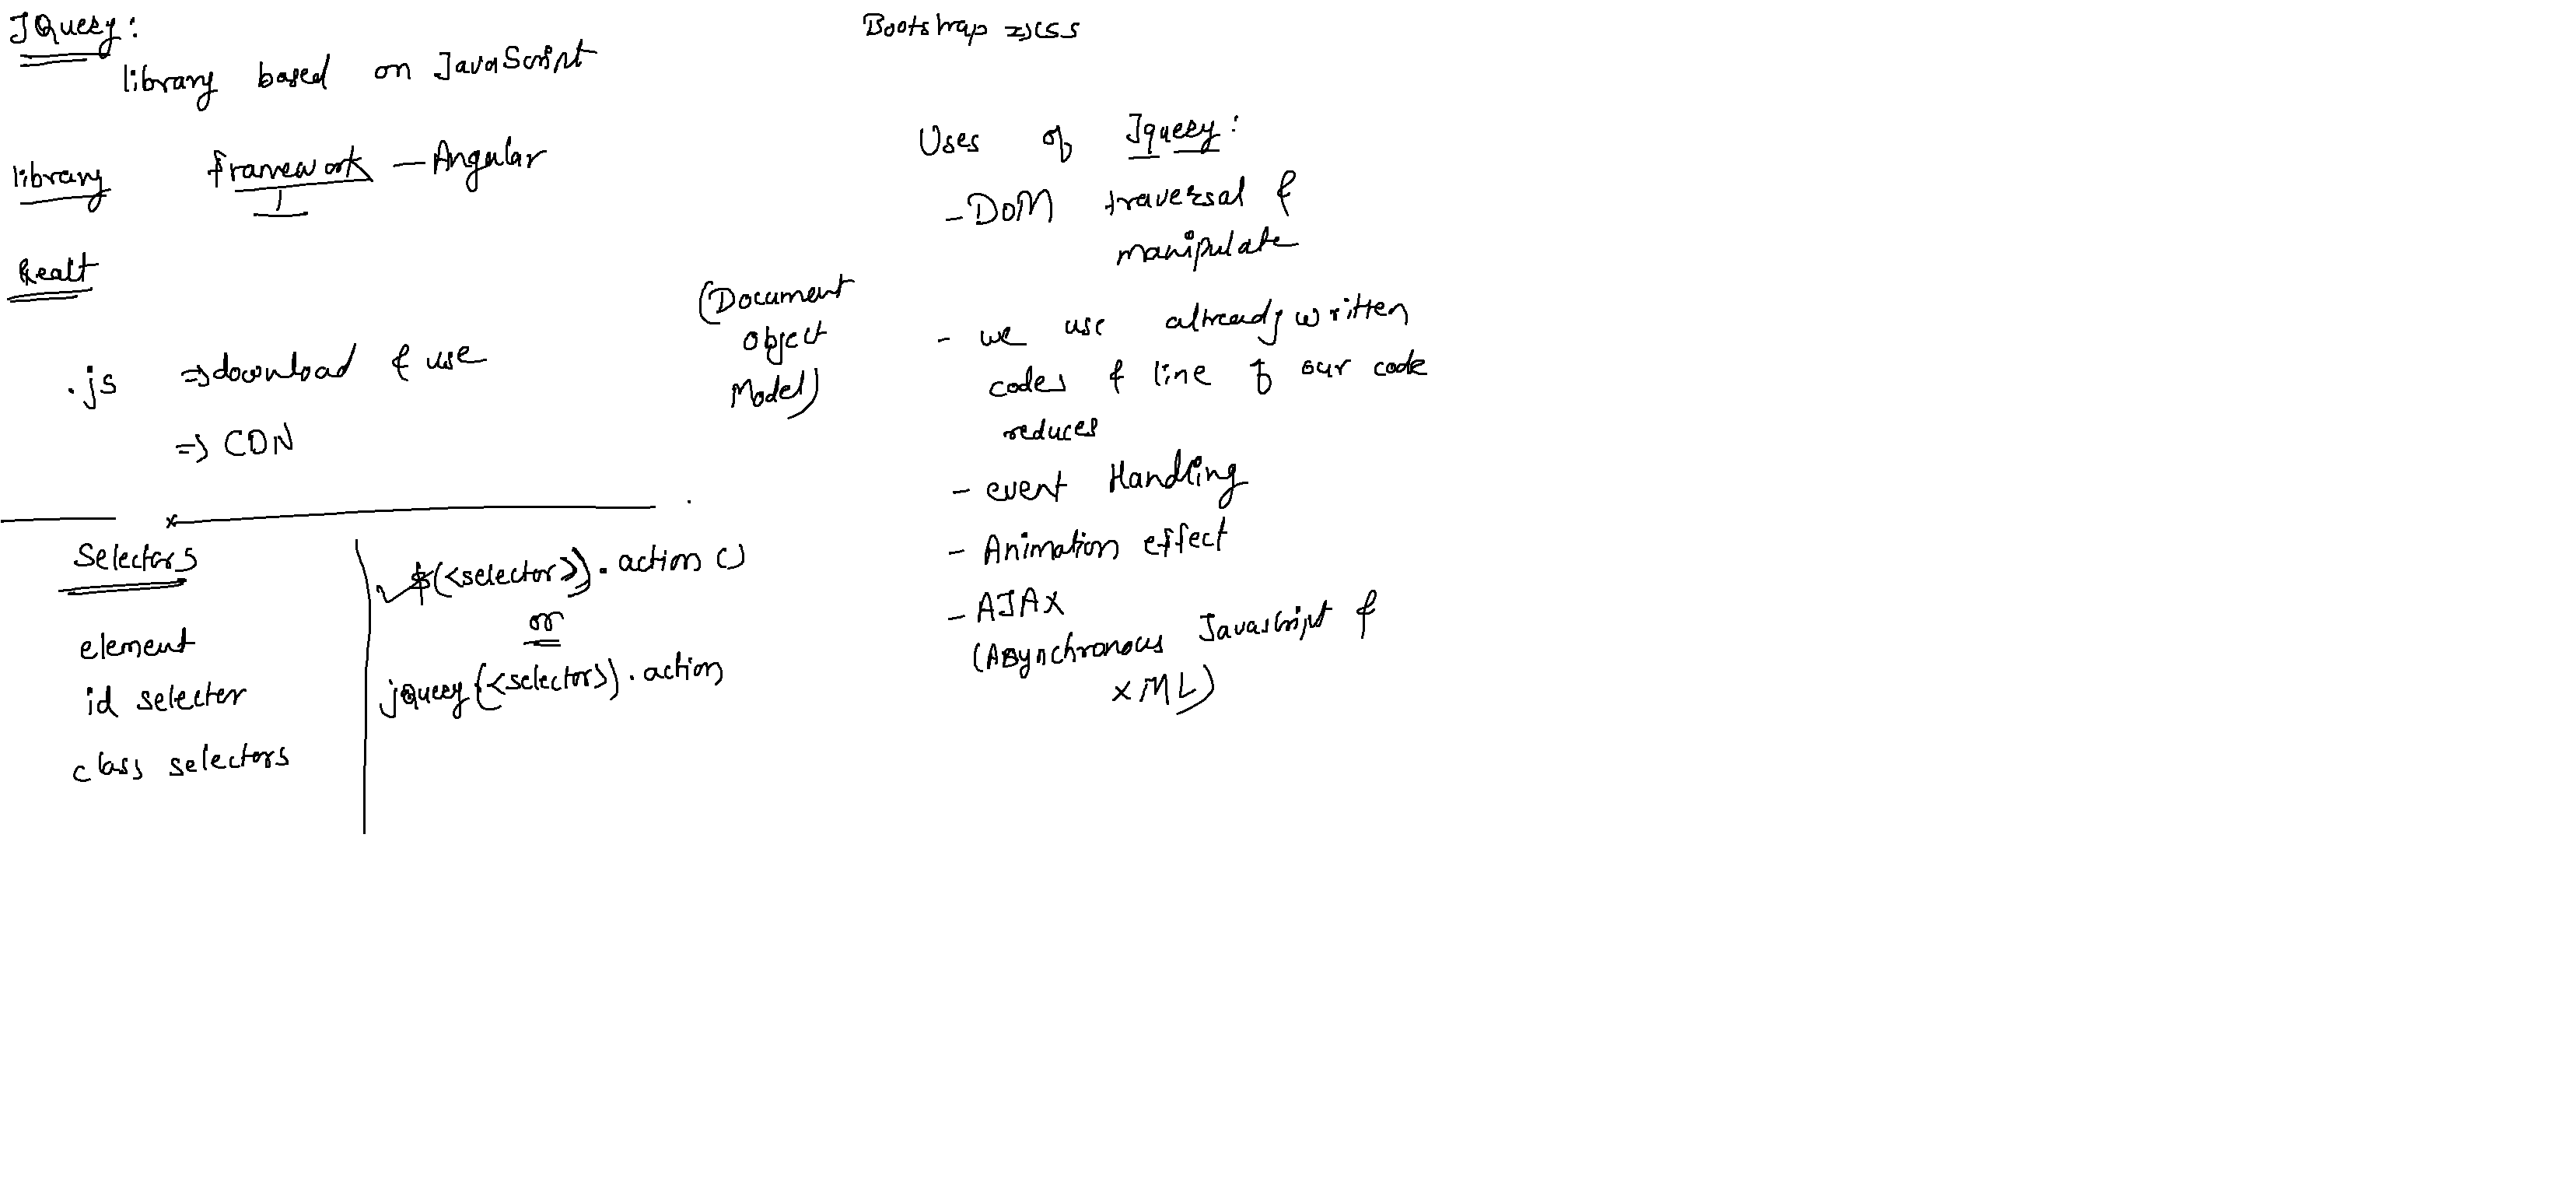 JQuery:
library based on JavaScript
library framework - Angular
React
.js => download & use
=> CDN
Selectors
element
id selecter
class selectors
$(<selector>).action()
or
jQuery(<selectors>).action
Bootstrap => CSS
Uses of Jquery:
- DOM traversal &
manipulate
(Document
object
Model)
- we use already written
codes & line of our code
reduces
- event Handling
- Animation effect
- AJAX
(Asynchronous Javascript &
XML)